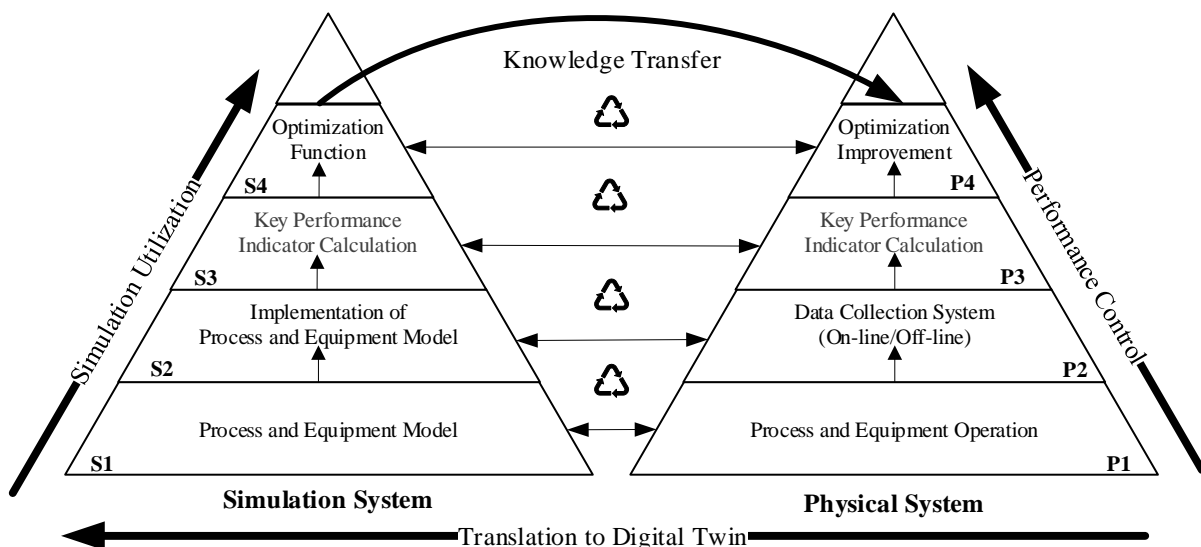 Knowledge Transfer
Optimization
Function
S4
Key Performance
Indicator Calculation
S3
Implementation of
Process and Equipment Model
S2
Process and Equipment Model
S1
Simulation Utilization
Simulation System
Optimization
Improvement
P4
Key Performance
Indicator Calculation
P3
Data Collection System
(On-line/Off-line)
P2
Process and Equipment Operation
P1
Performance Control
Physical System
Translation to Digital Twin